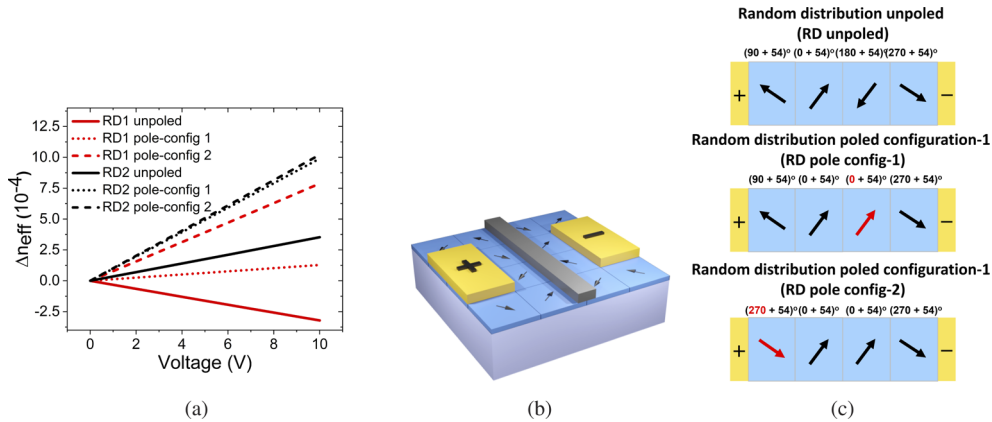 Δneff (10⁻⁴)
12.5
10.0
7.5
5.0
2.5
0.0
-2.5
RD1 unpoled
RD1 pole-config 1
RD1 pole-config 2
RD2 unpoled
RD2 pole-config 1
RD2 pole-config 2
0 2 4 6 8 10
Voltage (V)
(a)
+
−
(b)
Random distribution unpoled
(RD unpoled)
(90 + 54)º (0 + 54)º (180 + 54)º (270 + 54)º
+ −
Random distribution poled configuration-1
(RD pole config-1)
(90 + 54)º (0 + 54)º (0 + 54)º (270 + 54)º
+ −
Random distribution poled configuration-1
(RD pole config-2)
(270 + 54)º (0 + 54)º (0 + 54)º (270 + 54)º
+ −
(c)